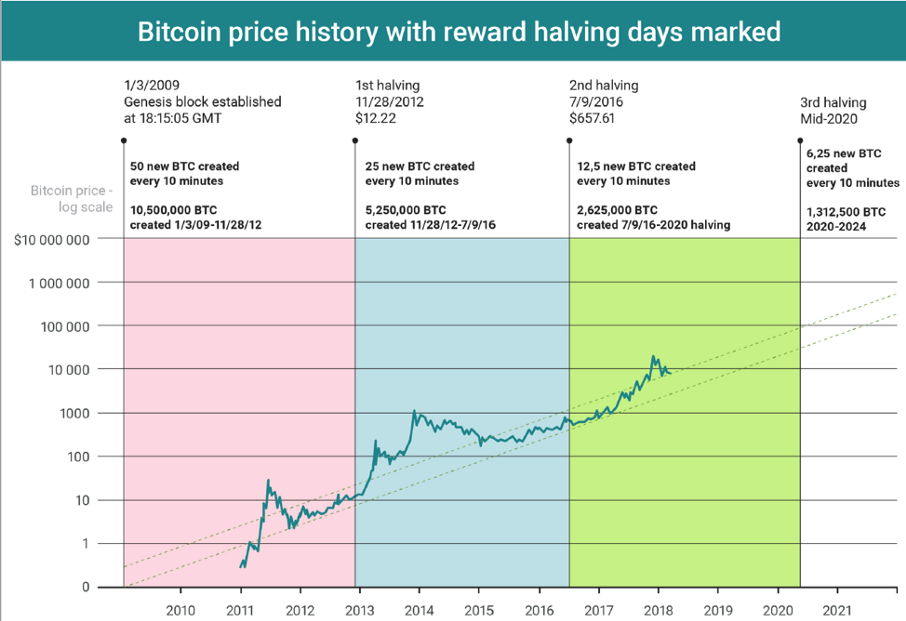 Bitcoin price history with reward halving days marked
1/3/2009
Genesis block established
at 18:15:05 GMT
1st halving
11/28/2012
$12.22
2nd halving
7/9/2016
$657.61
3rd halving
Mid-2020
50 new BTC created
every 10 minutes
10,500,000 BTC
created 1/3/09-11/28/12
25 new BTC created
every 10 minutes
5,250,000 BTC
created 11/28/12-7/9/16
12,5 new BTC created
every 10 minutes
2,625,000 BTC
created 7/9/16-2020 halving
6,25 new BTC
created
every 10 minutes
1,312,500 BTC
2020-2024
Bitcoin price -
log scale
$10 000 000
1 000 000
100 000
10 000
1000
100
10
1
0
2010 2011 2012 2013 2014 2015 2016 2017 2018 2019 2020 2021